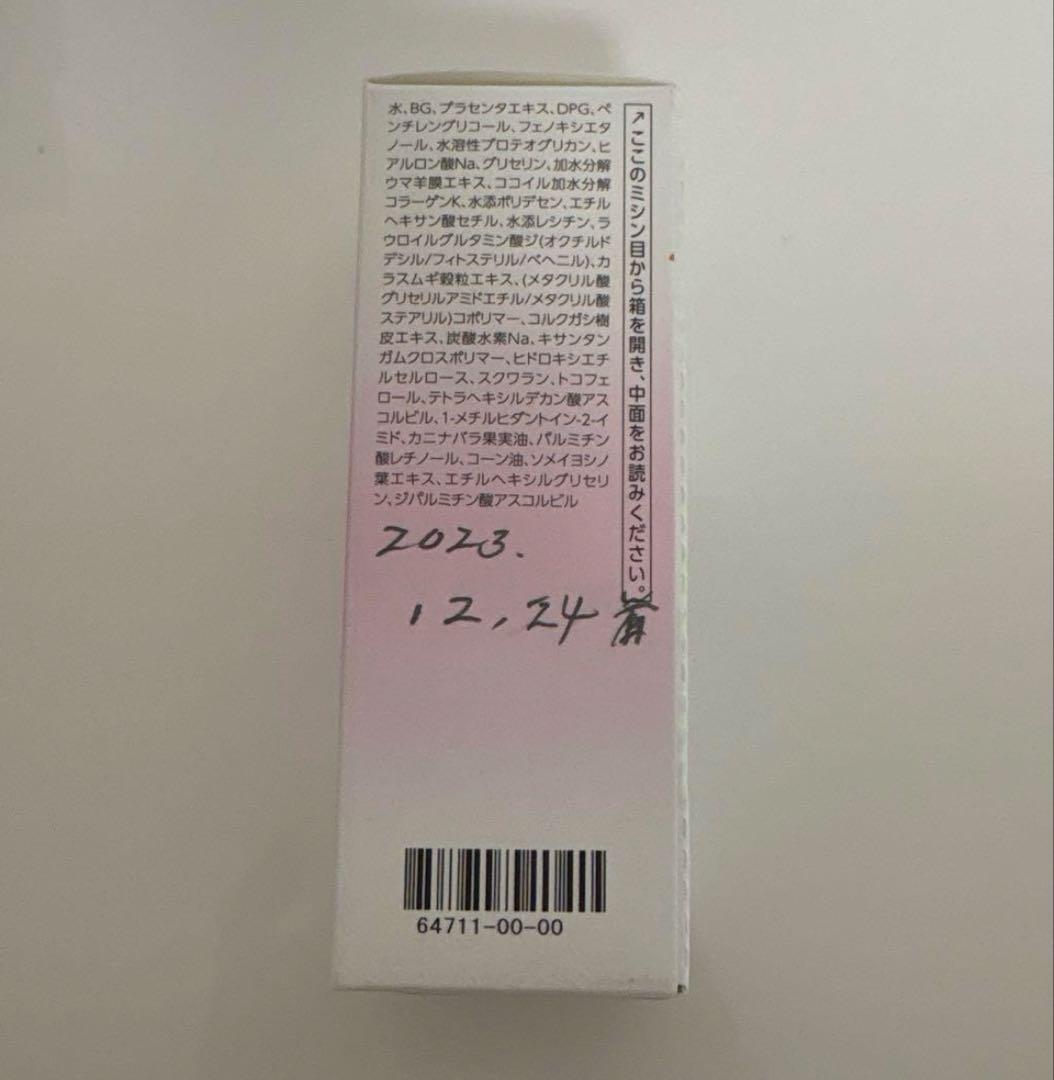 水、BG、プラセンタエキス、DPG、ペ
ンチレングリコール、フェノキシエタ
ノール、水溶性プロテオグリカン、ヒ
アルロン酸Na、グリセリン、加水分解
ウマ羊膜エキス、ココイル加水分解
コラーゲンK、水添ポリデセン、エチル
ヘキサン酸セチル、水添レシチン、ラ
ウロイルグルタミン酸ジ(オクチルド
デシル/フィトステリル/ベヘニル)、カ
ラスムギ穀粒エキス、(メタクリル酸
グリセリルアミドエチル/メタクリル酸
ステアリル)コポリマー、コルクガシ樹
皮エキス、炭酸水素Na、キサンタン
ガムクロスポリマー、ヒドロキシエチ
ルセルロース、スクワラン、トコフェ
ロール、テトラヘキシルデカン酸アス
コルビル、1-メチルヒダントイン-2-イ
ミド、カニナバラ果実油、パルミチン
酸レチノール、コーン油、ソメイヨシノ
葉エキス、エチルヘキシルグリセリ
ン、ジパルミチン酸アスコルビル
↗ここのミシン目から箱を開き、中面をお読みください。
2023.
12,24
64711-00-00